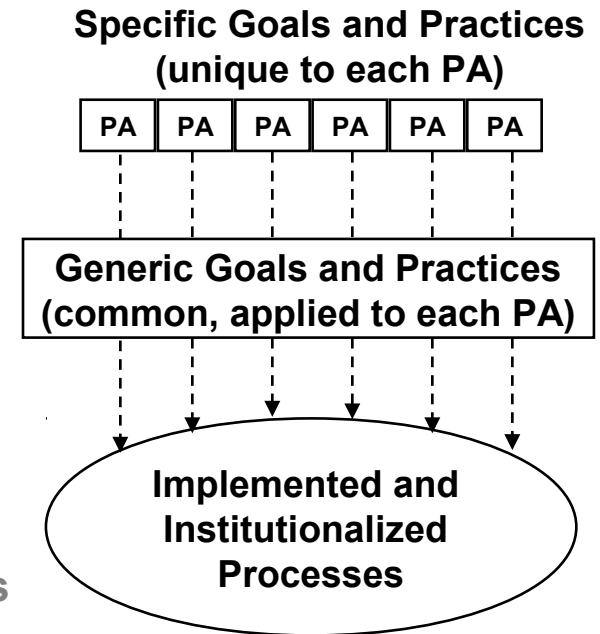 Specific Goals and Practices
(unique to each PA)
PA PA PA PA PA PA
Generic Goals and Practices
(common, applied to each PA)
Implemented and
Institutionalized
Processes
s